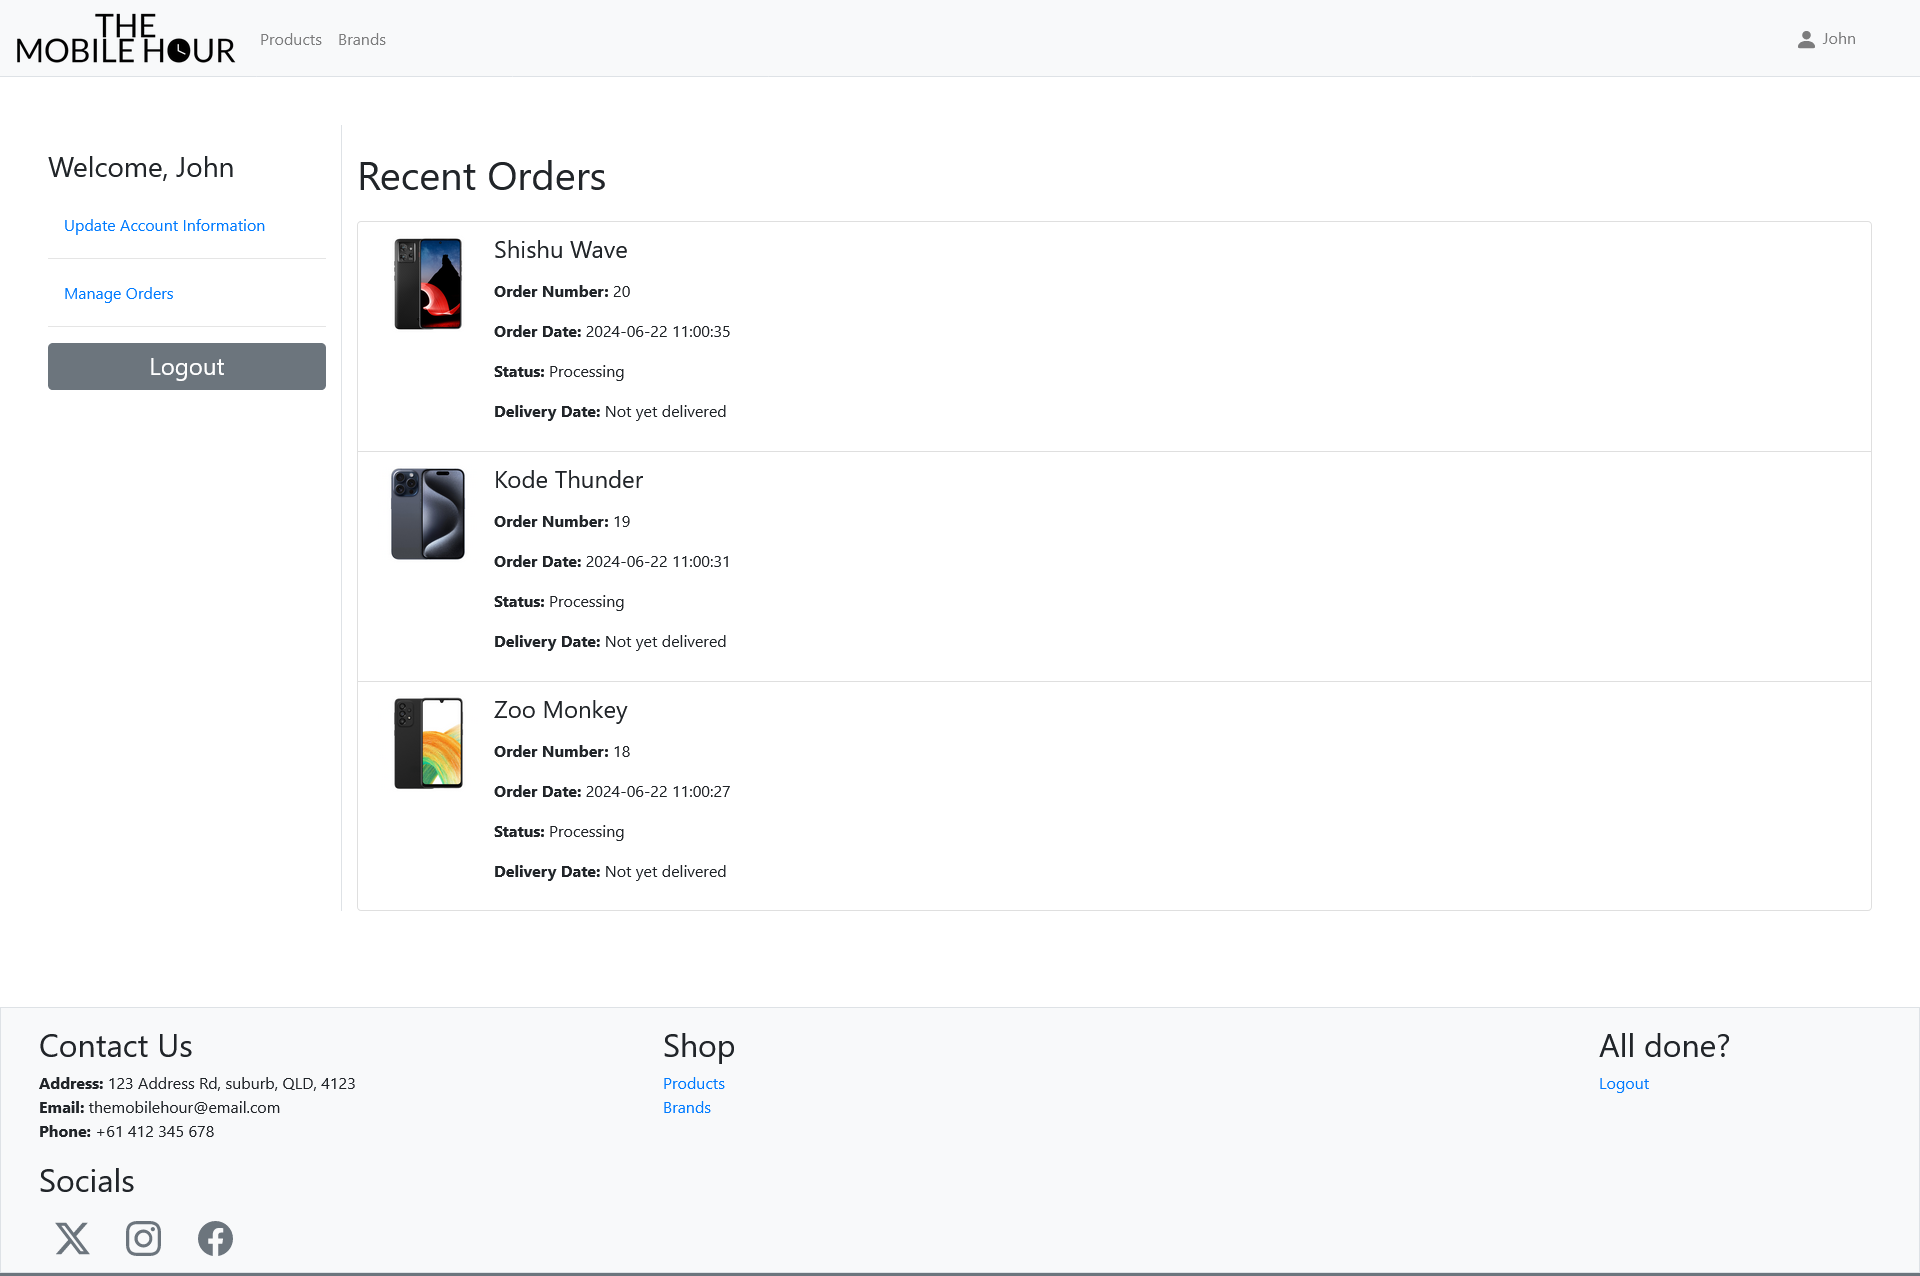 THE
MOBILE HOUR
Products Brands
John
Welcome, John
Update Account Information
Manage Orders
Logout
Recent Orders
Shishu Wave
Order Number: 20
Order Date: 2024-06-22 11:00:35
Status: Processing
Delivery Date: Not yet delivered
Kode Thunder
Order Number: 19
Order Date: 2024-06-22 11:00:31
Status: Processing
Delivery Date: Not yet delivered
Zoo Monkey
Order Number: 18
Order Date: 2024-06-22 11:00:27
Status: Processing
Delivery Date: Not yet delivered
Contact Us
Address: 123 Address Rd, suburb, QLD, 4123
Email: themobilehour@email.com
Phone: +61 412 345 678
Socials
Shop
Products
Brands
All done?
Logout